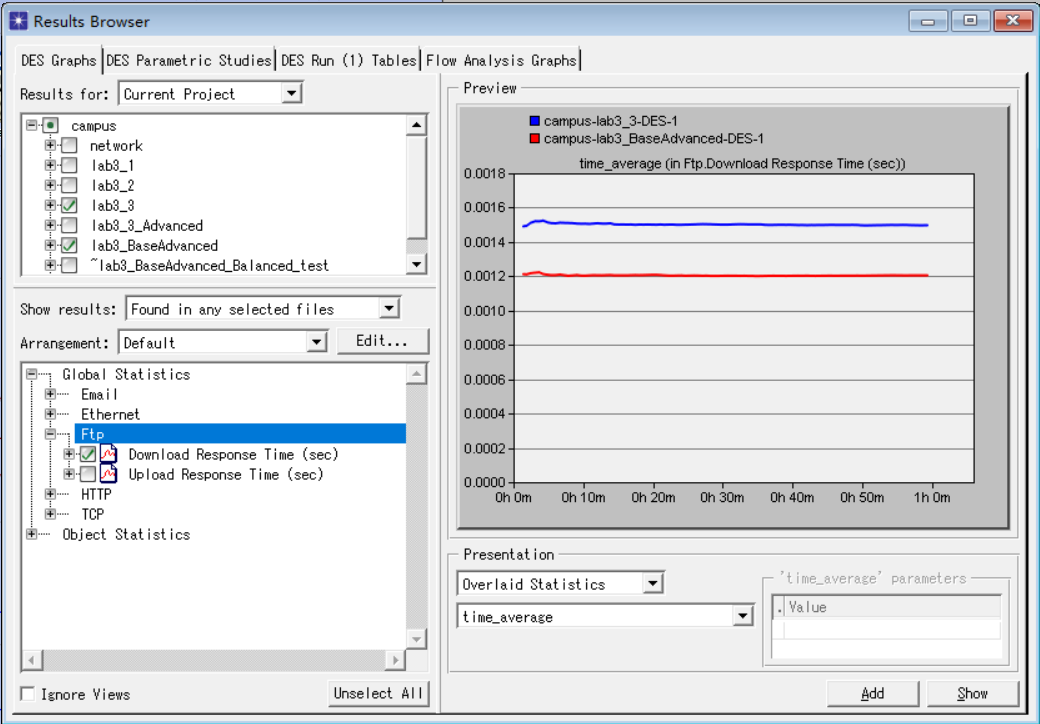 Results Browser
DES Graphs DES Parametric Studies DES Run (1) Tables Flow Analysis Graphs
Results for: Current Project
campus
network
lab3_1
lab3_2
lab3_3
lab3_3_Advanced
lab3_BaseAdvanced
~lab3_BaseAdvanced_Balanced_test
Show results: Found in any selected files
Arrangement: Default Edit...
Global Statistics
Email
Ethernet
Ftp
Download Response Time (sec)
Upload Response Time (sec)
HTTP
TCP
Object Statistics
Ignore Views Unselect All
Preview
campus-lab3_3-DES-1
campus-lab3_BaseAdvanced-DES-1
time_average (in Ftp.Download Response Time (sec))
0.0018
0.0016
0.0014
0.0012
0.0010
0.0008
0.0006
0.0004
0.0002
0.0000
0h 0m 0h 10m 0h 20m 0h 30m 0h 40m 0h 50m 1h 0m
Presentation
Overlaid Statistics
time_average
'time_average' parameters
. Value
Add Show